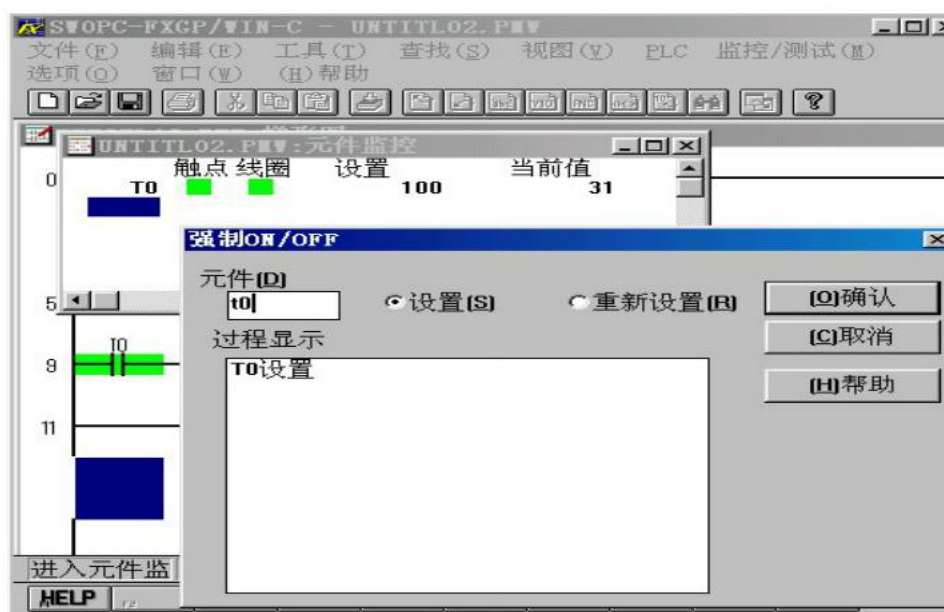 SWOPC-FXGP/WIN-C - UNTITL02.PMW
文件(F) 编辑(E) 工具(T) 查找(S) 视图(V) PLC 监控/测试(M)
选项(O) 窗口(W) (H)帮助
UNTITL02.PMW:元件监控
触点 线圈 设置 当前值
0
T0 100 31
强制ON/OFF
元件(D)
t0 设置(S) 重新设置(R) (O)确认
5
过程显示 (C)取消
T0
9
T0设置
(H)帮助
11
进入元件监
HELP